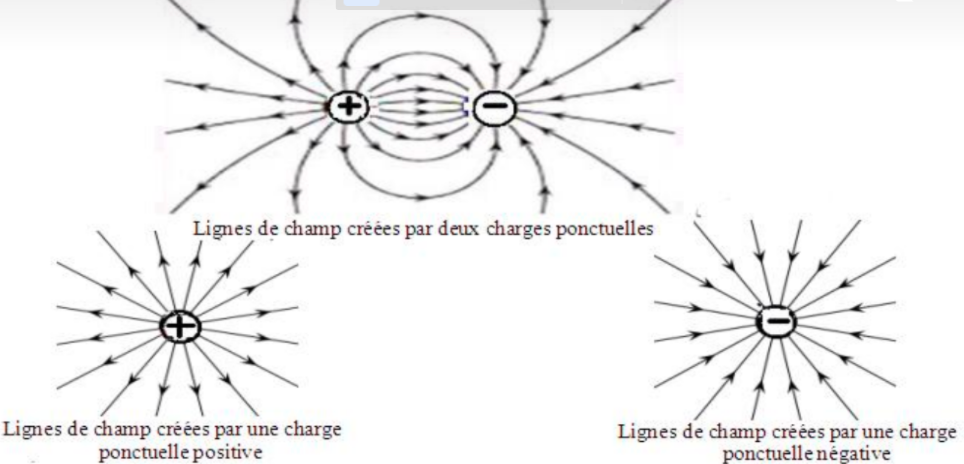 +
−
Lignes de champ créées par deux charges ponctuelles
+
−
Lignes de champ créées par une charge
ponctuelle positive
Lignes de champ créées par une charge
ponctuelle négative